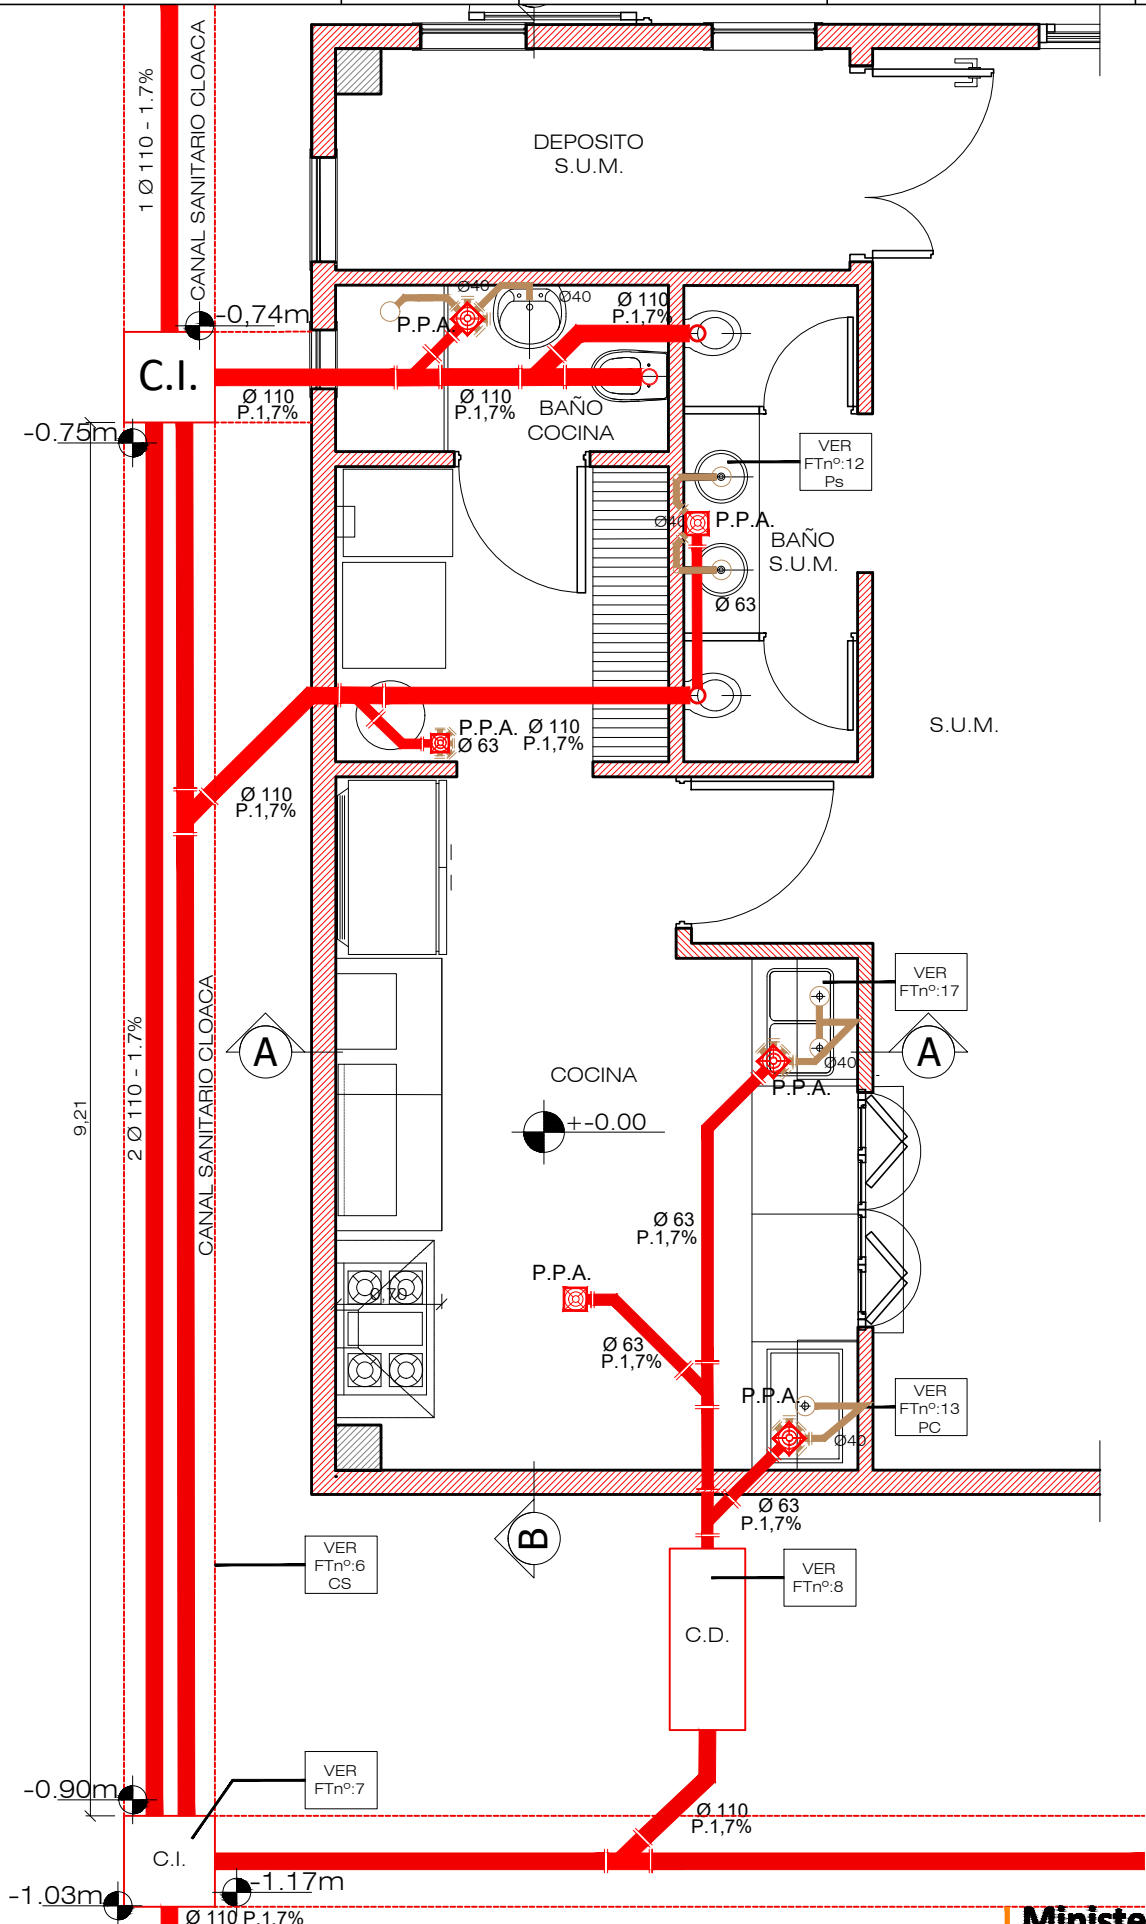 1 Ø 110 - 1.7%
CANAL SANITARIO CLOACA
DEPOSITO
S.U.M.
-0,74m
C.I.
-0.75m
Ø40
Ø40
P.P.A.
Ø 110
P.1,7%
Ø 110
P.1,7%
Ø 110
P.1,7%
BAÑO
COCINA
VER
FTnº:12
Ps
Ø40
P.P.A.
BAÑO
S.U.M.
Ø 63
P.P.A.
Ø 63
Ø 110
P.1,7%
S.U.M.
Ø 110
P.1,7%
VER
FTnº:17
2 Ø 110 - 1.7%
CANAL SANITARIO CLOACA
9,21
A
A
COCINA
Ø40
P.P.A.
+-0.00
Ø 63
P.1,7%
P.P.A.
0,70
Ø 63
P.1,7%
P.P.A.
VER
FTnº:13
PC
Ø40
Ø 63
P.1,7%
B
VER
FTnº:6
CS
VER
FTnº:8
C.D.
VER
FTnº:7
-0.90m
Ø 110
P.1,7%
C.I.
-1.17m
-1.03m
Ø 110 P.1,7%
Ministe